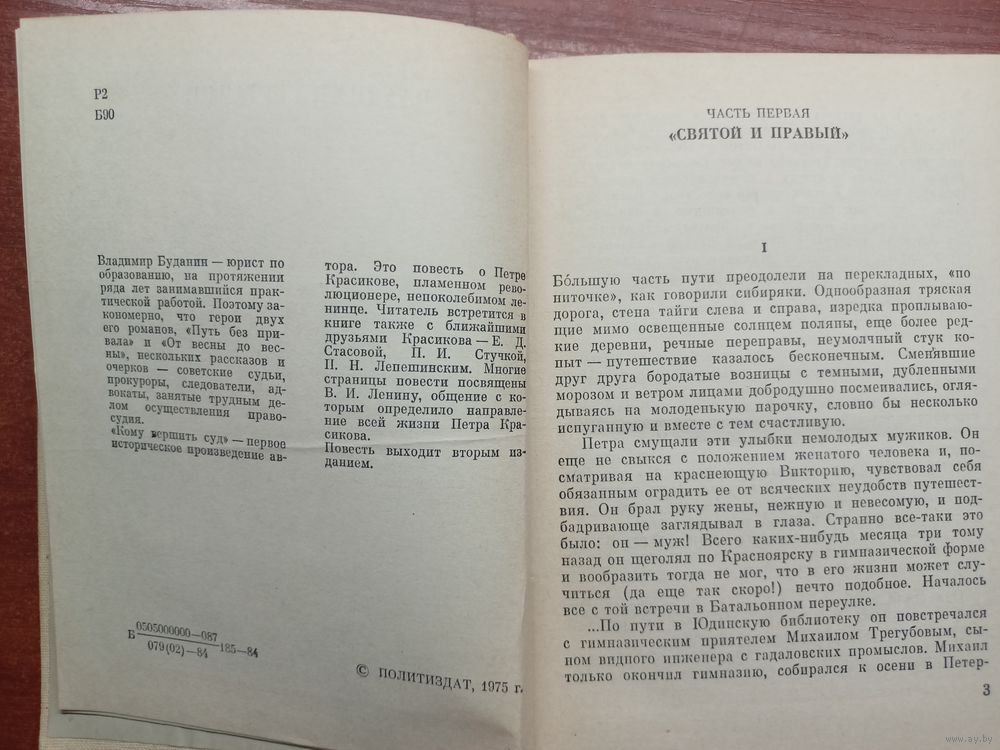 Р2
Б90
Владимир Буданин — юрист по
образованию, на протяжении
ряда лет занимавшийся прак-
тической работой. Поэтому за-
кономерно, что герои двух
его романов, «Путь без при-
вала» и «От весны до вес-
ны», нескольких рассказов и
очерков — советские судьи,
прокуроры, следователи, ад-
вокаты, занятые трудным де-
лом осуществления право-
судия.
«Кому вершить суд» — первое
историческое произведение ав-
тора. Это повесть о Петре
Красикове, пламенном рево-
люционере, непоколебимом ле-
нинце. Читатель встретится в
книге также с ближайшими
друзьями Красикова — Е. Д.
Стасовой, П. И. Стучкой,
П. Н. Лепешинским. Многие
страницы повести посвящены
В. И. Ленину, общение с ко-
торым определило направле-
ние всей жизни Петра Кра-
сикова.
Повесть выходит вторым из-
данием.
Б 0505000000—087
079(02)—84 185—84
© ПОЛИТИЗДАТ, 1975 г.
ЧАСТЬ ПЕРВАЯ
«СВЯТОЙ И ПРАВЫЙ»
I
Бо́льшую часть пути преодолели на перекладных, «по
ниточке», как говорили сибиряки. Однообразная тряская
дорога, стена тайги слева и справа, изредка проплываю-
щие мимо освещенные солнцем поляны, еще более ред-
кие деревни, речные переправы, неумолчный стук ко-
пыт — путешествие казалось бесконечным. Сменявшие
друг друга бородатые возницы с темными, дубленными
морозом и ветром лицами добродушно посмеивались, огля-
дываясь на молоденькую парочку, словно бы несколько
испуганную и вместе с тем счастливую.
Петра смущали эти улыбки немолодых мужиков. Он
еще не свыкся с положением женатого человека и, по-
сматривая на краснеющую Викторию, чувствовал себя
обязанным оградить ее от всяческих неудобств путешест-
вия. Он брал руку жены, нежную и невесомую, и под-
бадривающе заглядывал в глаза. Странно все-таки это
было: он — муж! Всего каких-нибудь месяца три тому
назад он щеголял по Красноярску в гимназической форме
и вообразить тогда не мог, что в его жизни может слу-
читься (да еще так скоро!) нечто подобное. Началось
все с той встречи в Батальонном переулке.
...По пути в Юдинскую библиотеку он повстречался
с гимназическим приятелем Михаилом Трегубовым, сы-
ном видного инженера с гадаловских промыслов. Михаил
только окончил гимназию, собирался к осени в Петер-
3
www.ay.by